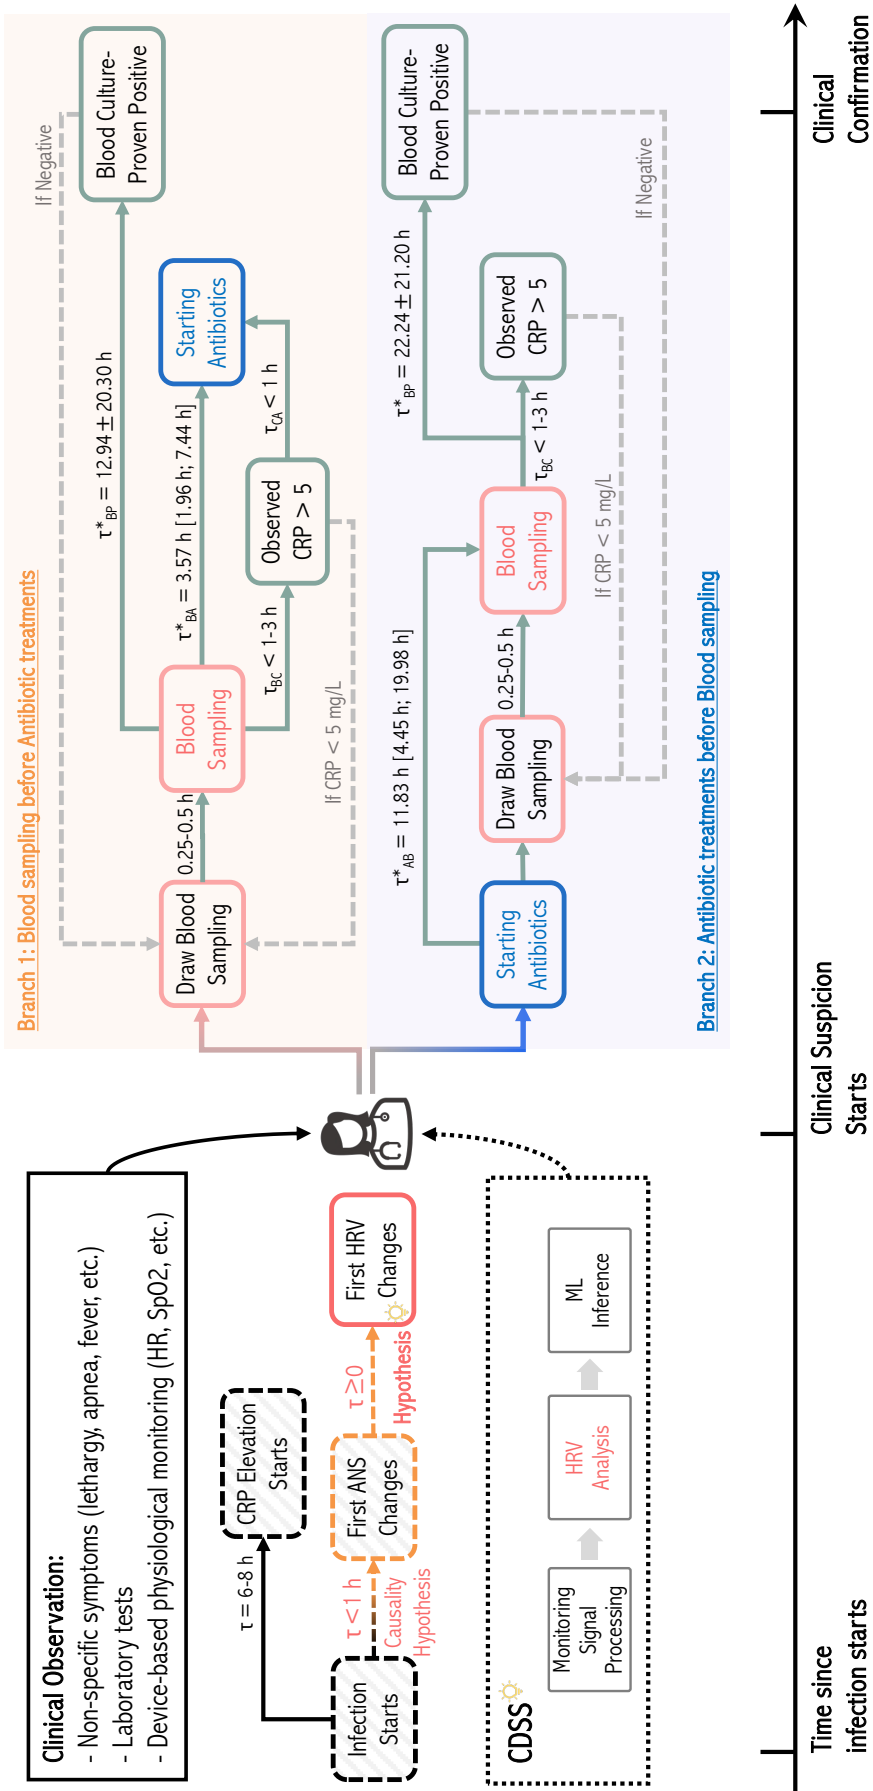 Clinical Observation:
- Non-specific symptoms (lethargy, apnea, fever, etc.)
- Laboratory tests
- Device-based physiological monitoring (HR, SpO2, etc.)
τ = 6-8 h
CRP Elevation
Starts
Infection
Starts
τ < 1 h
Causality
Hypothesis
First ANS
Changes
τ ≥ 0
Hypothesis
First HRV
Changes
CDSS
Monitoring
Signal
Processing
HRV
Analysis
ML
Inference
Branch 1: Blood sampling before Antibiotic treatments
If Negative
Draw Blood
Sampling
0.25-0.5 h
Blood
Sampling
τ*BP = 12.94 ± 20.30 h
Blood Culture-
Proven Positive
τ*BA = 3.57 h [1.96 h; 7.44 h]
Starting
Antibiotics
τBC < 1-3 h
Observed
CRP > 5
τCA < 1 h
If CRP < 5 mg/L
τ*AB = 11.83 h [4.45 h; 19.98 h]
Starting
Antibiotics
Draw Blood
Sampling
0.25-0.5 h
Blood
Sampling
τ*BP = 22.24 ± 21.20 h
Blood Culture-
Proven Positive
τBC < 1-3 h
Observed
CRP > 5
If CRP < 5 mg/L
If Negative
Branch 2: Antibiotic treatments before Blood sampling
Time since
infection starts
Clinical Suspicion
Starts
Clinical
Confirmation